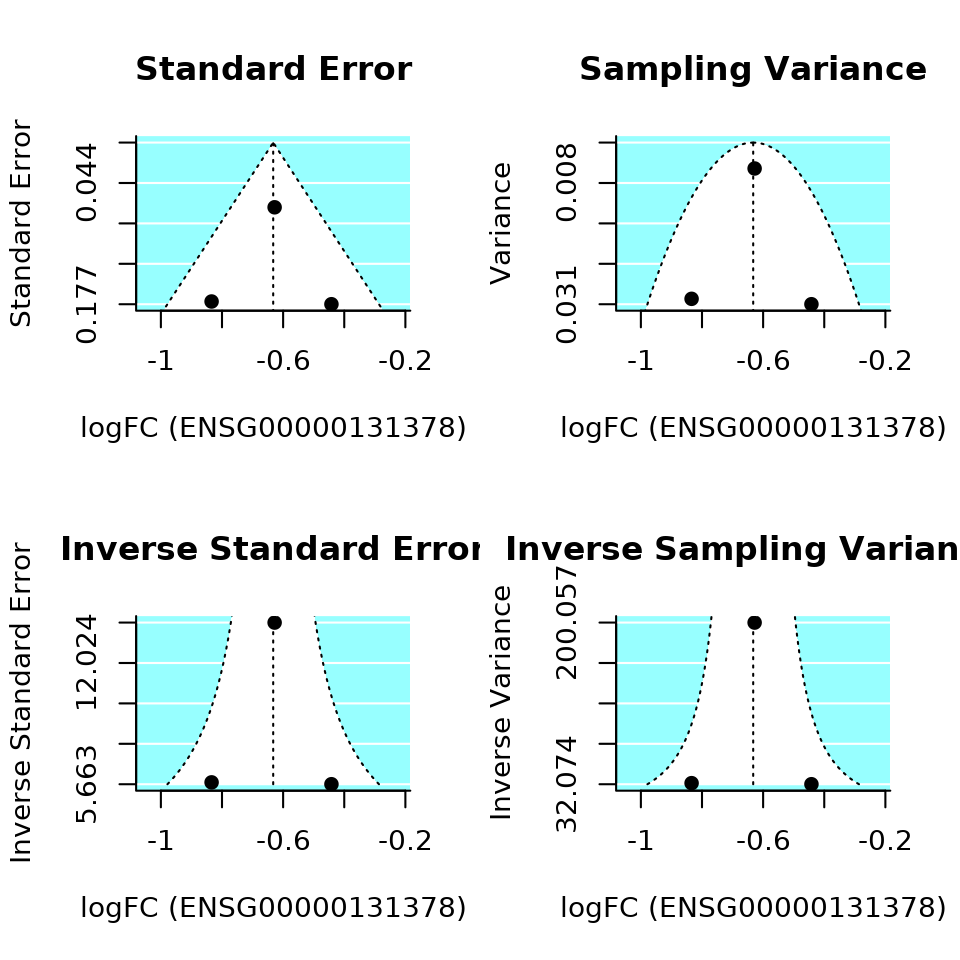 Standard Error
Standard Error
0.044
0.177
-1 -0.6 -0.2
logFC (ENSG00000131378)
Sampling Variance
Variance
0.008
0.031
-1 -0.6 -0.2
logFC (ENSG00000131378)
Inverse Standard Error
Inverse Standard Error
12.024
5.663
-1 -0.6 -0.2
logFC (ENSG00000131378)
Inverse Sampling Varian
Inverse Variance
200.057
32.074
-1 -0.6 -0.2
logFC (ENSG00000131378)